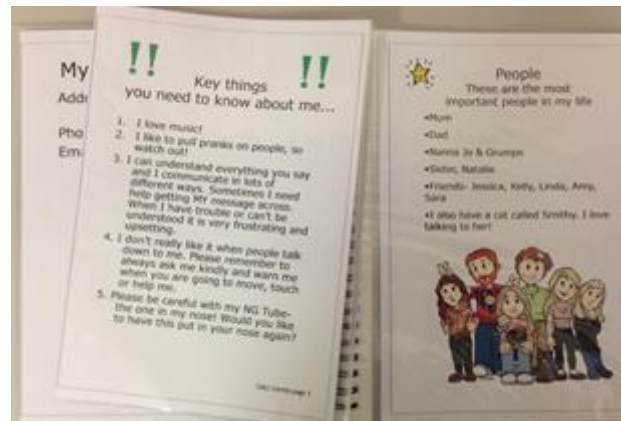 My
Addr
Pho
Em
!! !!
Key things
you need to know about me...
1. I love music!
2. I like to pull pranks on people, so
watch out!
3. I can understand everything you say
and I communicate in lots of
different ways. Sometimes I need
help getting My message across.
When I have trouble or can't be
understood it is very frustrating and
upsetting.
4. I don't really like it when people talk
down to me. Please remember to
always ask me kindly and warn me
when you are going to move, touch
or help me.
5. Please be careful with my NG Tube-
the one in my nose! Would you like
to have this put in your nose again?
People
These are the most
important people in my life
•Mum
•Dad
•Nanna Jo & Grumps
•Sister, Natalie
•Friends- Jessica, Kelly, Linda, Amy,
Sara
•I also have a cat called Smithy. I love
talking to her!